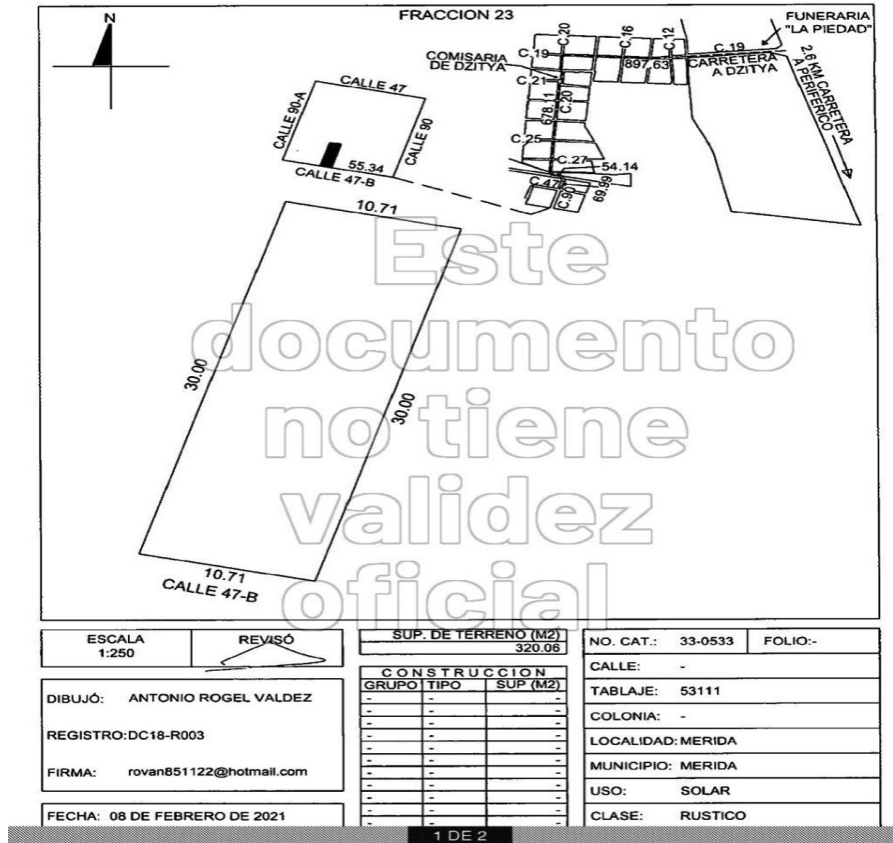 FRACCION 23
N
FUNERARIA
"LA PIEDAD"
C.20
C.16
C.12
C.19
C.19
897.63
CARRETERA
A DZITYA
COMISARIA
DE DZITYA
C.21
C.20
678.11
2.6 KM CARRETERA
A PERIFERICO
C.25
C.27
54.14
C.47
C.90
69.99
CALLE 47
CALLE 90-A
CALLE 90
55.34
CALLE 47-B
10.71
30.00
30.00
10.71
CALLE 47-B
Este
documento
no tiene
validez
oficial
ESCALA
1:250
REVISÓ
SUP. DE TERRENO (M2)
320.06
CONSTRUCCION
GRUPO TIPO SUP (M2)
- - -
- - -
- - -
- - -
- - -
- - -
- - -
- - -
- - -
- - -
- - -
DIBUJÓ: ANTONIO ROGEL VALDEZ
REGISTRO:DC18-R003
FIRMA: rovan851122@hotmail.com
FECHA: 08 DE FEBRERO DE 2021
NO. CAT.: 33-0533 FOLIO:-
CALLE: -
TABLAJE: 53111
COLONIA: -
LOCALIDAD: MERIDA
MUNICIPIO: MERIDA
USO: SOLAR
CLASE: RUSTICO
1 DE 2